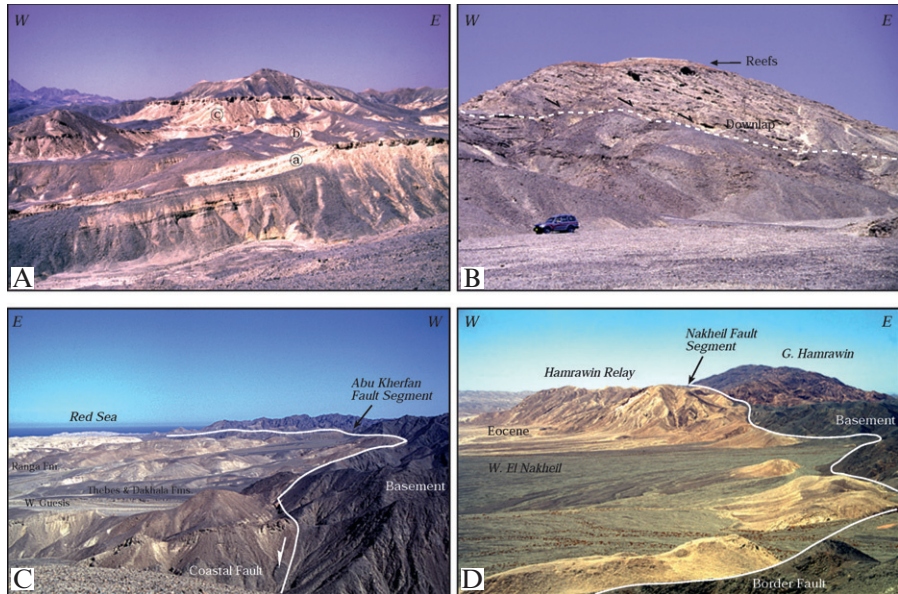 W
E
ⓒ
ⓑ
ⓐ
A
W
E
Reefs
Downlap
B
E
W
Abu Kherfan
Fault Segment
Red Sea
Ranga Fm.
Basement
Thebes & Dakhala Fms.
W. Guesis
Coastal Fault
C
W
E
Nakheil Fault
Segment
G. Hamrawin
Hamrawin Relay
Basement
Eocene
W. El Nakheil
Border Fault
D